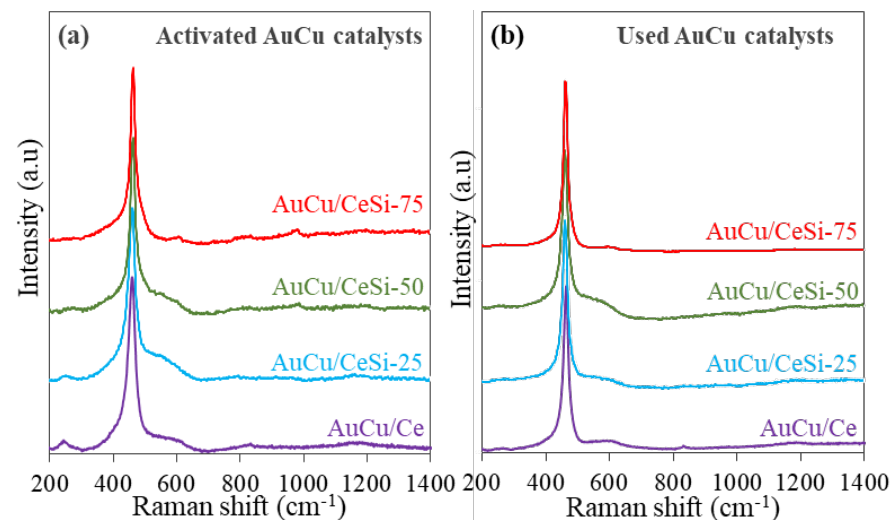 (a) Activated AuCu catalysts
AuCu/CeSi-75
AuCu/CeSi-50
AuCu/CeSi-25
AuCu/Ce
Intensity (a.u)
200 400 600 800 1000 1200 1400
Raman shift (cm-1)
(b) Used AuCu catalysts
AuCu/CeSi-75
AuCu/CeSi-50
AuCu/CeSi-25
AuCu/Ce
Intensity (a.u)
200 400 600 800 1000 1200 1400
Raman shift (cm-1)